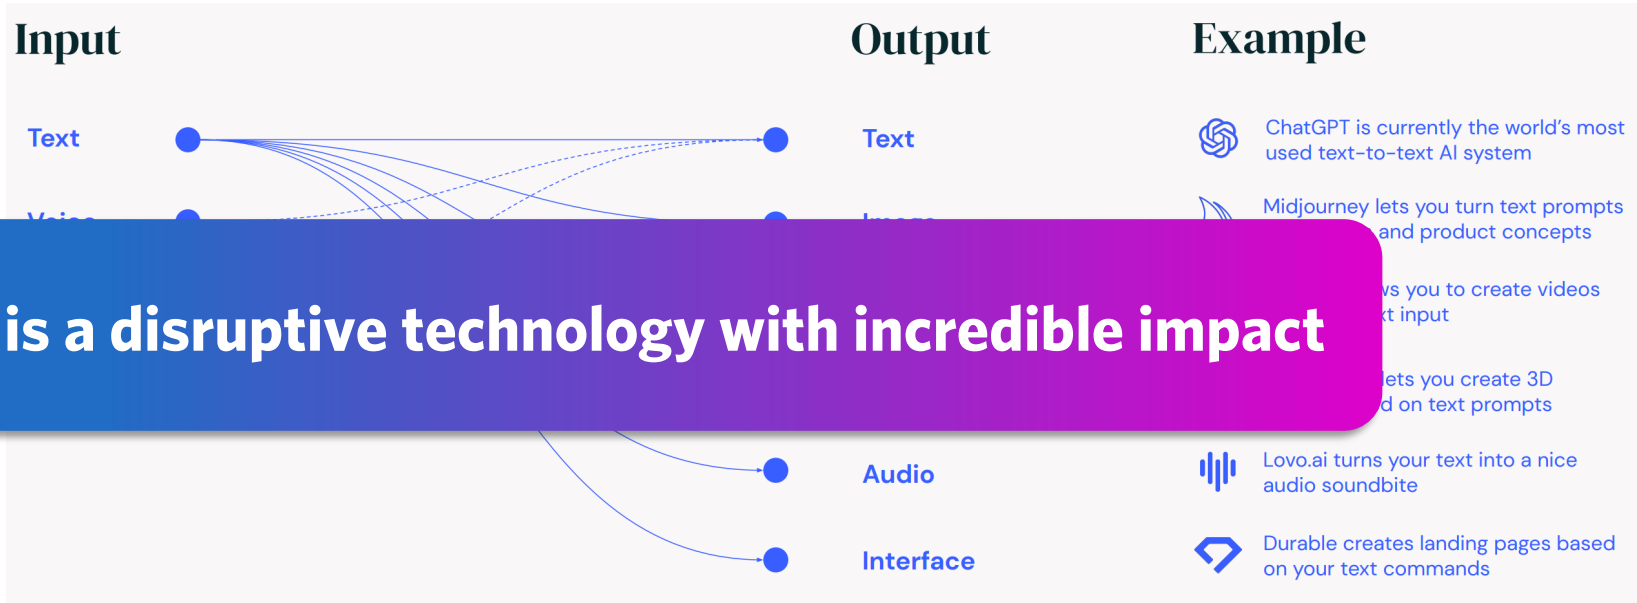 Input Output Example
Text Text ChatGPT is currently the world's most
used text-to-text AI system
Voice Image Midjourney lets you turn text prompts
and product concepts
you to create videos
input
is a disruptive technology with incredible impact
lets you create 3D
on text prompts
Audio Lovo.ai turns your text into a nice
audio soundbite
Interface Durable creates landing pages based
on your text commands